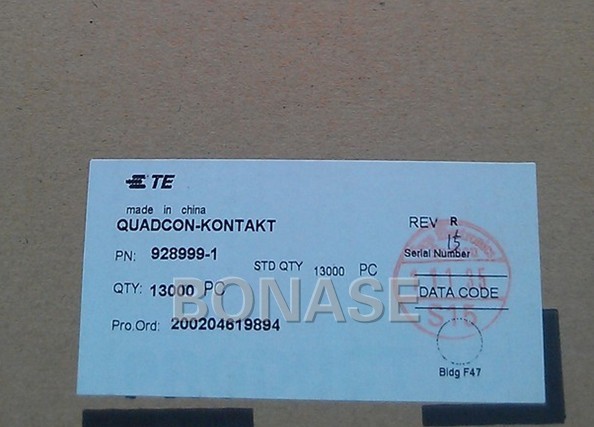 TE
made in china
QUADCON-KONTAKT
REV R
15
PN: 928999-1
Serial Number
STD QTY 13000 PC
QTY: 13000 PC
DATA CODE
BONASE
S15
Pro.Ord: 200204619894
Bldg F47